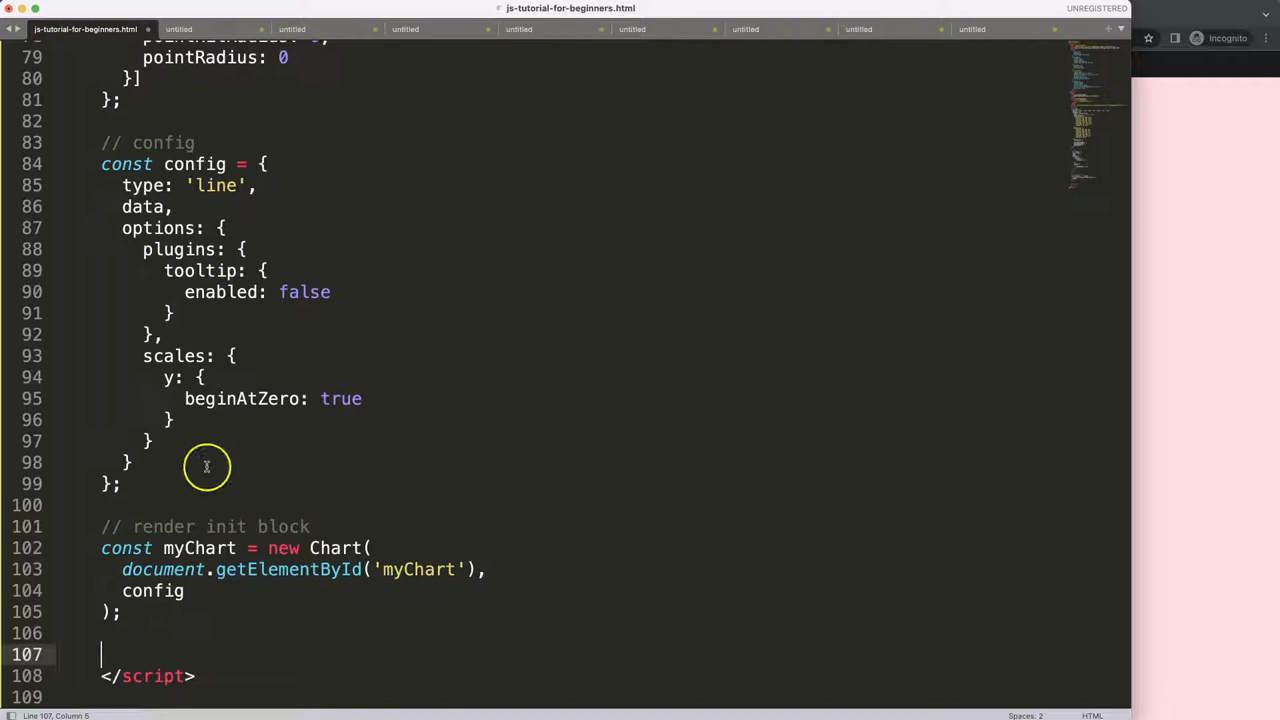 js-tutorial-for-beginners.html
UNREGISTERED
js-tutorial-for-beginners.html untitled untitled untitled untitled untitled untitled untitled untitled
Incognito
79 pointRadius: 0
80 }]
81 };
82
83 // config
84 const config = {
85 type: 'line',
86 data,
87 options: {
88 plugins: {
89 tooltip: {
90 enabled: false
91 }
92 },
93 scales: {
94 y: {
95 beginAtZero: true
96 }
97 }
98 }
99 };
100
101 // render init block
102 const myChart = new Chart(
103 document.getElementById('myChart'),
104 config
105 );
106
107
108 </script>
109
Line 107, Column 5
Spaces: 2
HTML